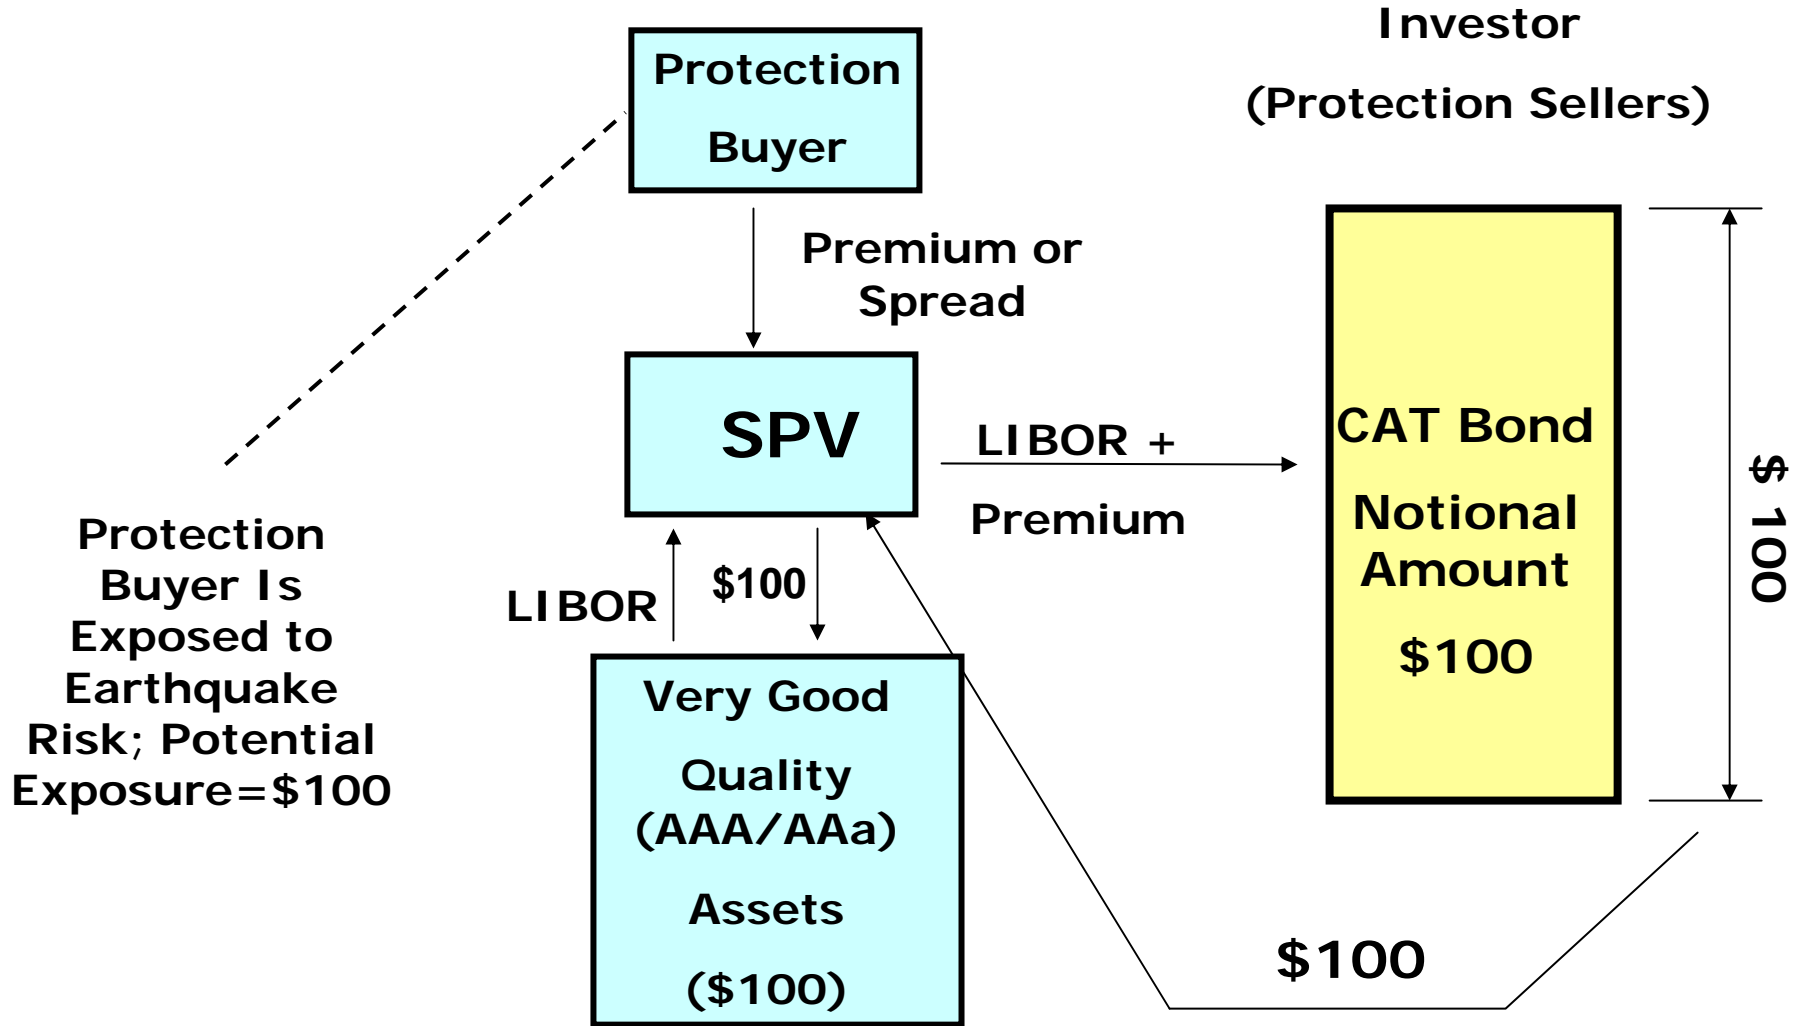 Protection
Buyer
Investor
(Protection Sellers)
Premium or
Spread
SPV
LIBOR +
Premium
CAT Bond
Notional
Amount
$100
$ 100
Protection
Buyer Is
Exposed to
Earthquake
Risk; Potential
Exposure=$100
LIBOR
$100
Very Good
Quality
(AAA/AAa)
Assets
($100)
$100